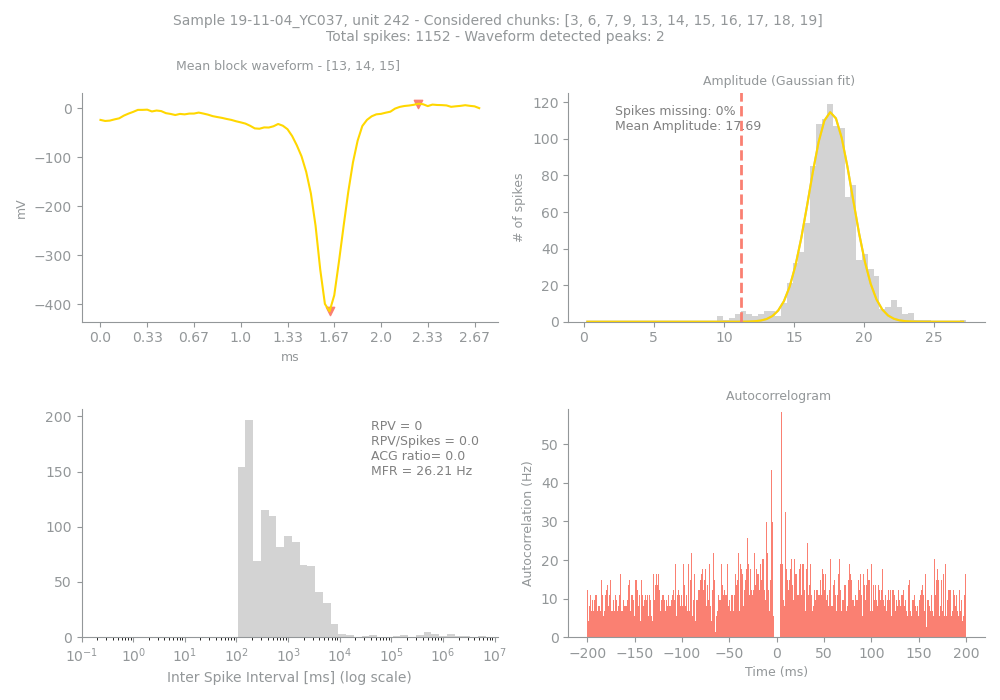 Sample 19-11-04_YC037, unit 242 - Considered chunks: [3, 6, 7, 9, 13, 14, 15, 16, 17, 18, 19]
Total spikes: 1152 - Waveform detected peaks: 2
Mean block waveform - [13, 14, 15]
0
−100
−200
−300
−400
mV
0.0 0.33 0.67 1.0 1.33 1.67 2.0 2.33 2.67
ms
Amplitude (Gaussian fit)
Spikes missing: 0%
Mean Amplitude: 17.69
120
100
80
60
40
20
0
# of spikes
0 5 10 15 20 25
RPV = 0
RPV/Spikes = 0.0
ACG ratio= 0.0
MFR = 26.21 Hz
200
150
100
50
0
10⁻¹ 10⁰ 10¹ 10² 10³ 10⁴ 10⁵ 10⁶ 10⁷
Inter Spike Interval [ms] (log scale)
Autocorrelogram
50
40
30
20
10
0
Autocorrelation (Hz)
−200 −150 −100 −50 0 50 100 150 200
Time (ms)